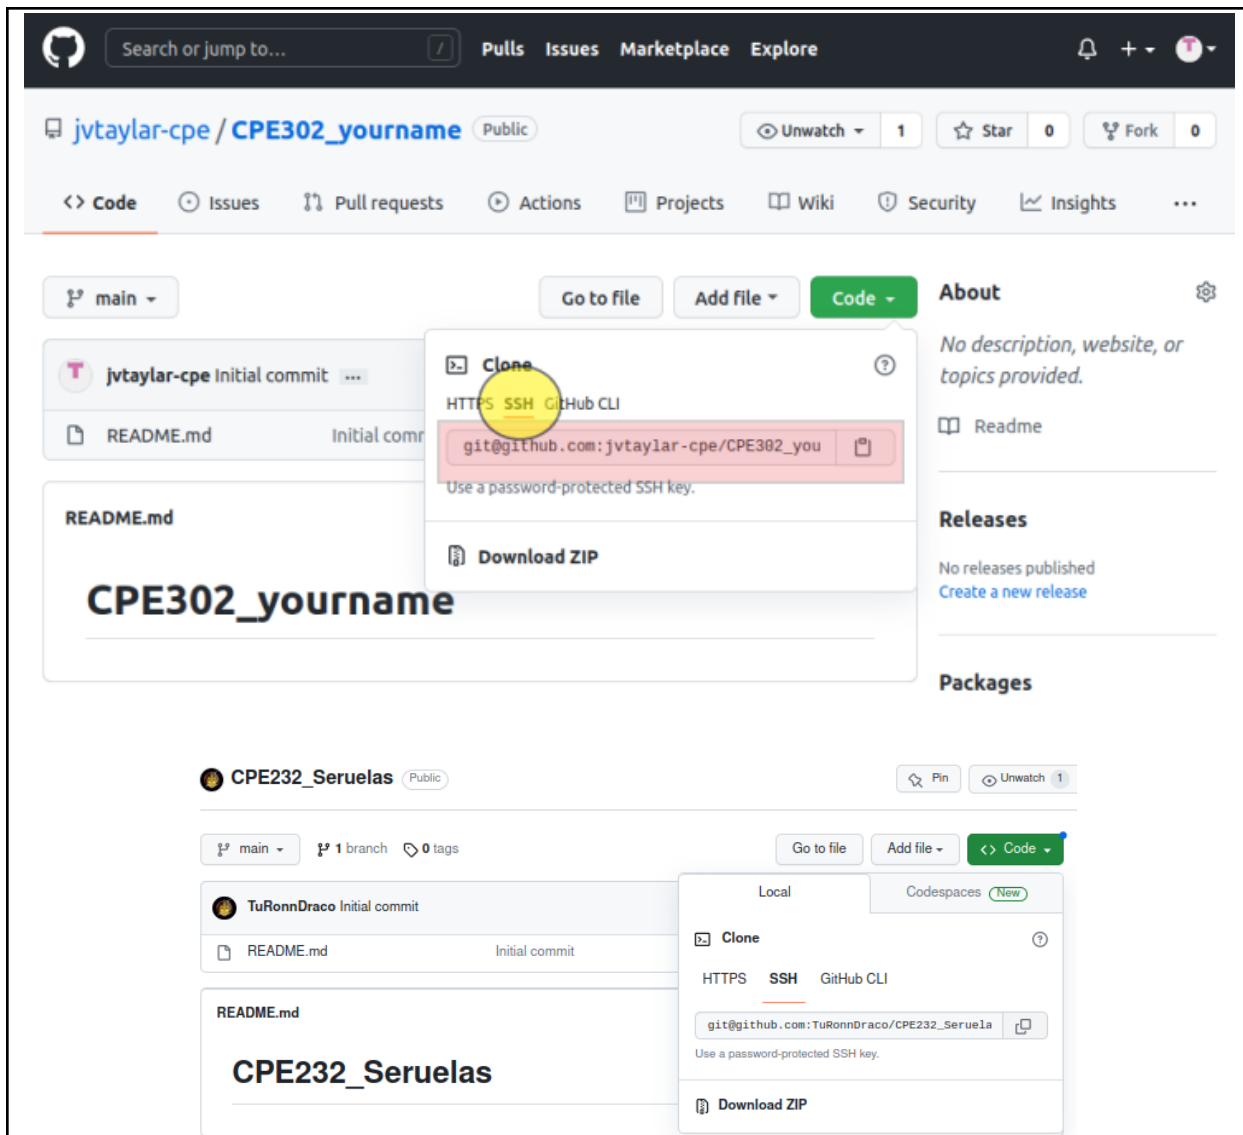 Search or jump to... / Pulls Issues Marketplace Explore
jvtaylar-cpe / CPE302_yourname Public Unwatch 1 Star 0 Fork 0
Code Issues Pull requests Actions Projects Wiki Security Insights ...
main Go to file Add file Code About
No description, website, or
topics provided.
Clone
jvtaylar-cpe Initial commit ...
HTTPS SSH GitHub CLI
README.md Initial comr
Readme
git@github.com:jvtaylar-cpe/CPE302_you
Use a password-protected SSH key.
README.md
Releases
Download ZIP
No releases published
Create a new release
CPE302_yourname
Packages
CPE232_Seruelas Public Pin Unwatch 1
main 1 branch 0 tags Go to file Add file Code
Local Codespaces New
TuRonnDraco Initial commit
Clone
README.md Initial commit
HTTPS SSH GitHub CLI
README.md
git@github.com:TuRonnDraco/CPE232_Seruela
Use a password-protected SSH key.
CPE232_Seruelas
Download ZIP